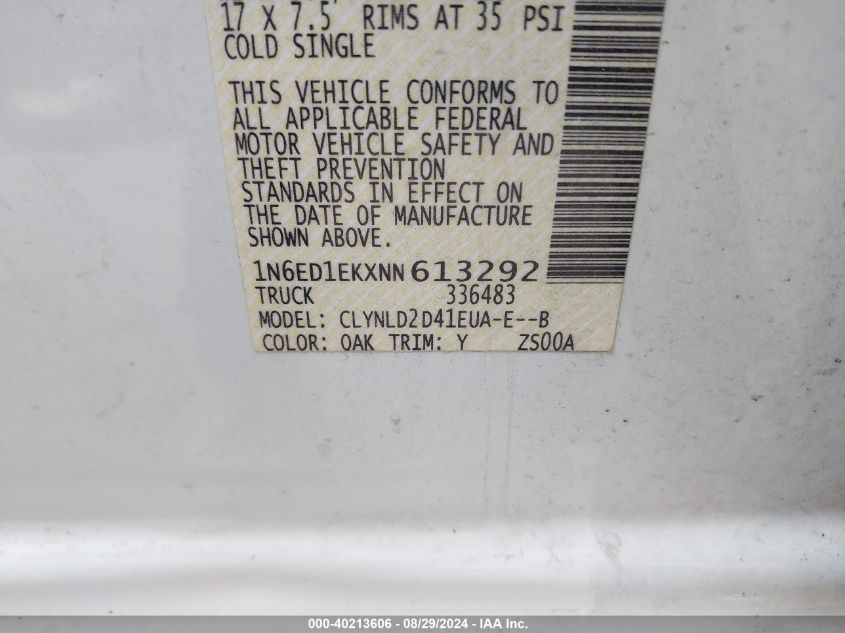 17 X 7.5 RIMS AT 35 PSI
COLD SINGLE
THIS VEHICLE CONFORMS TO
ALL APPLICABLE FEDERAL
MOTOR VEHICLE SAFETY AND
THEFT PREVENTION
STANDARDS IN EFFECT ON
THE DATE OF MANUFACTURE
SHOWN ABOVE.
1N6ED1EKXNN613292
TRUCK 336483
MODEL: CLYNLD2D41EUA-E--B
COLOR: QAK TRIM: Y ZS00A
000-40213606 - 08/29/2024 - IAA Inc.